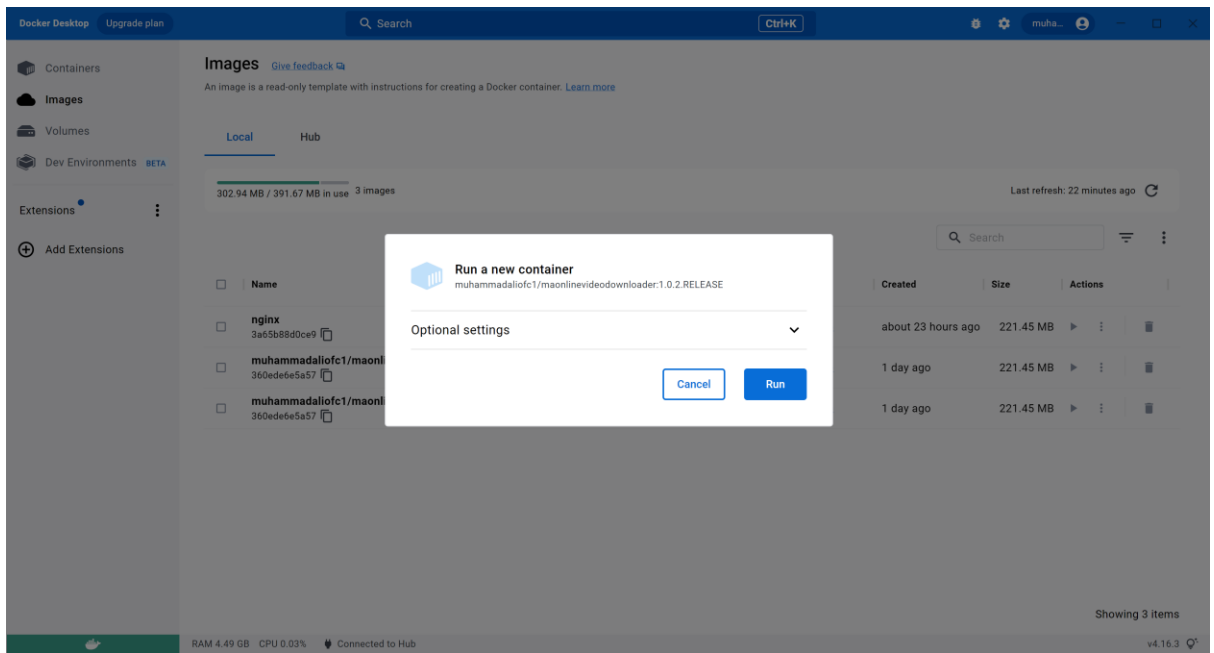 Docker Desktop Upgrade plan Search Ctrl+K muha...
Containers
Images
Volumes
Dev Environments BETA
Extensions
Add Extensions
Images Give feedback
An image is a read-only template with instructions for creating a Docker container. Learn more
Local Hub
302.94 MB / 391.67 MB in use 3 images Last refresh: 22 minutes ago
Search
Name Created Size Actions
nginx
3a65b88d0ce9 about 23 hours ago 221.45 MB
muhammadaliofc1/maonli
360ede6e5a57 1 day ago 221.45 MB
muhammadaliofc1/maonli
360ede6e5a57 1 day ago 221.45 MB
Run a new container
muhammadaliofc1/maonlinevideodownloader:1.0.2.RELEASE
Optional settings
Cancel Run
Showing 3 items
RAM 4.49 GB CPU 0.03% Connected to Hub v4.16.3